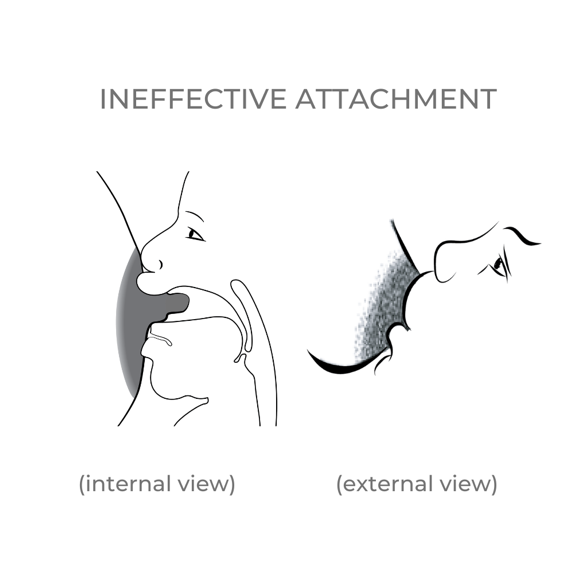 INEFFECTIVE ATTACHMENT
(internal view)
(external view)